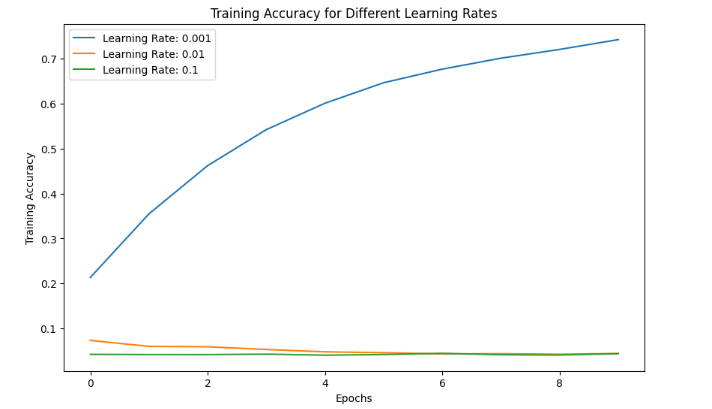 Training Accuracy for Different Learning Rates
Learning Rate: 0.001
Learning Rate: 0.01
Learning Rate: 0.1
Training Accuracy
0.7
0.6
0.5
0.4
0.3
0.2
0.1
0 2 4 6 8
Epochs